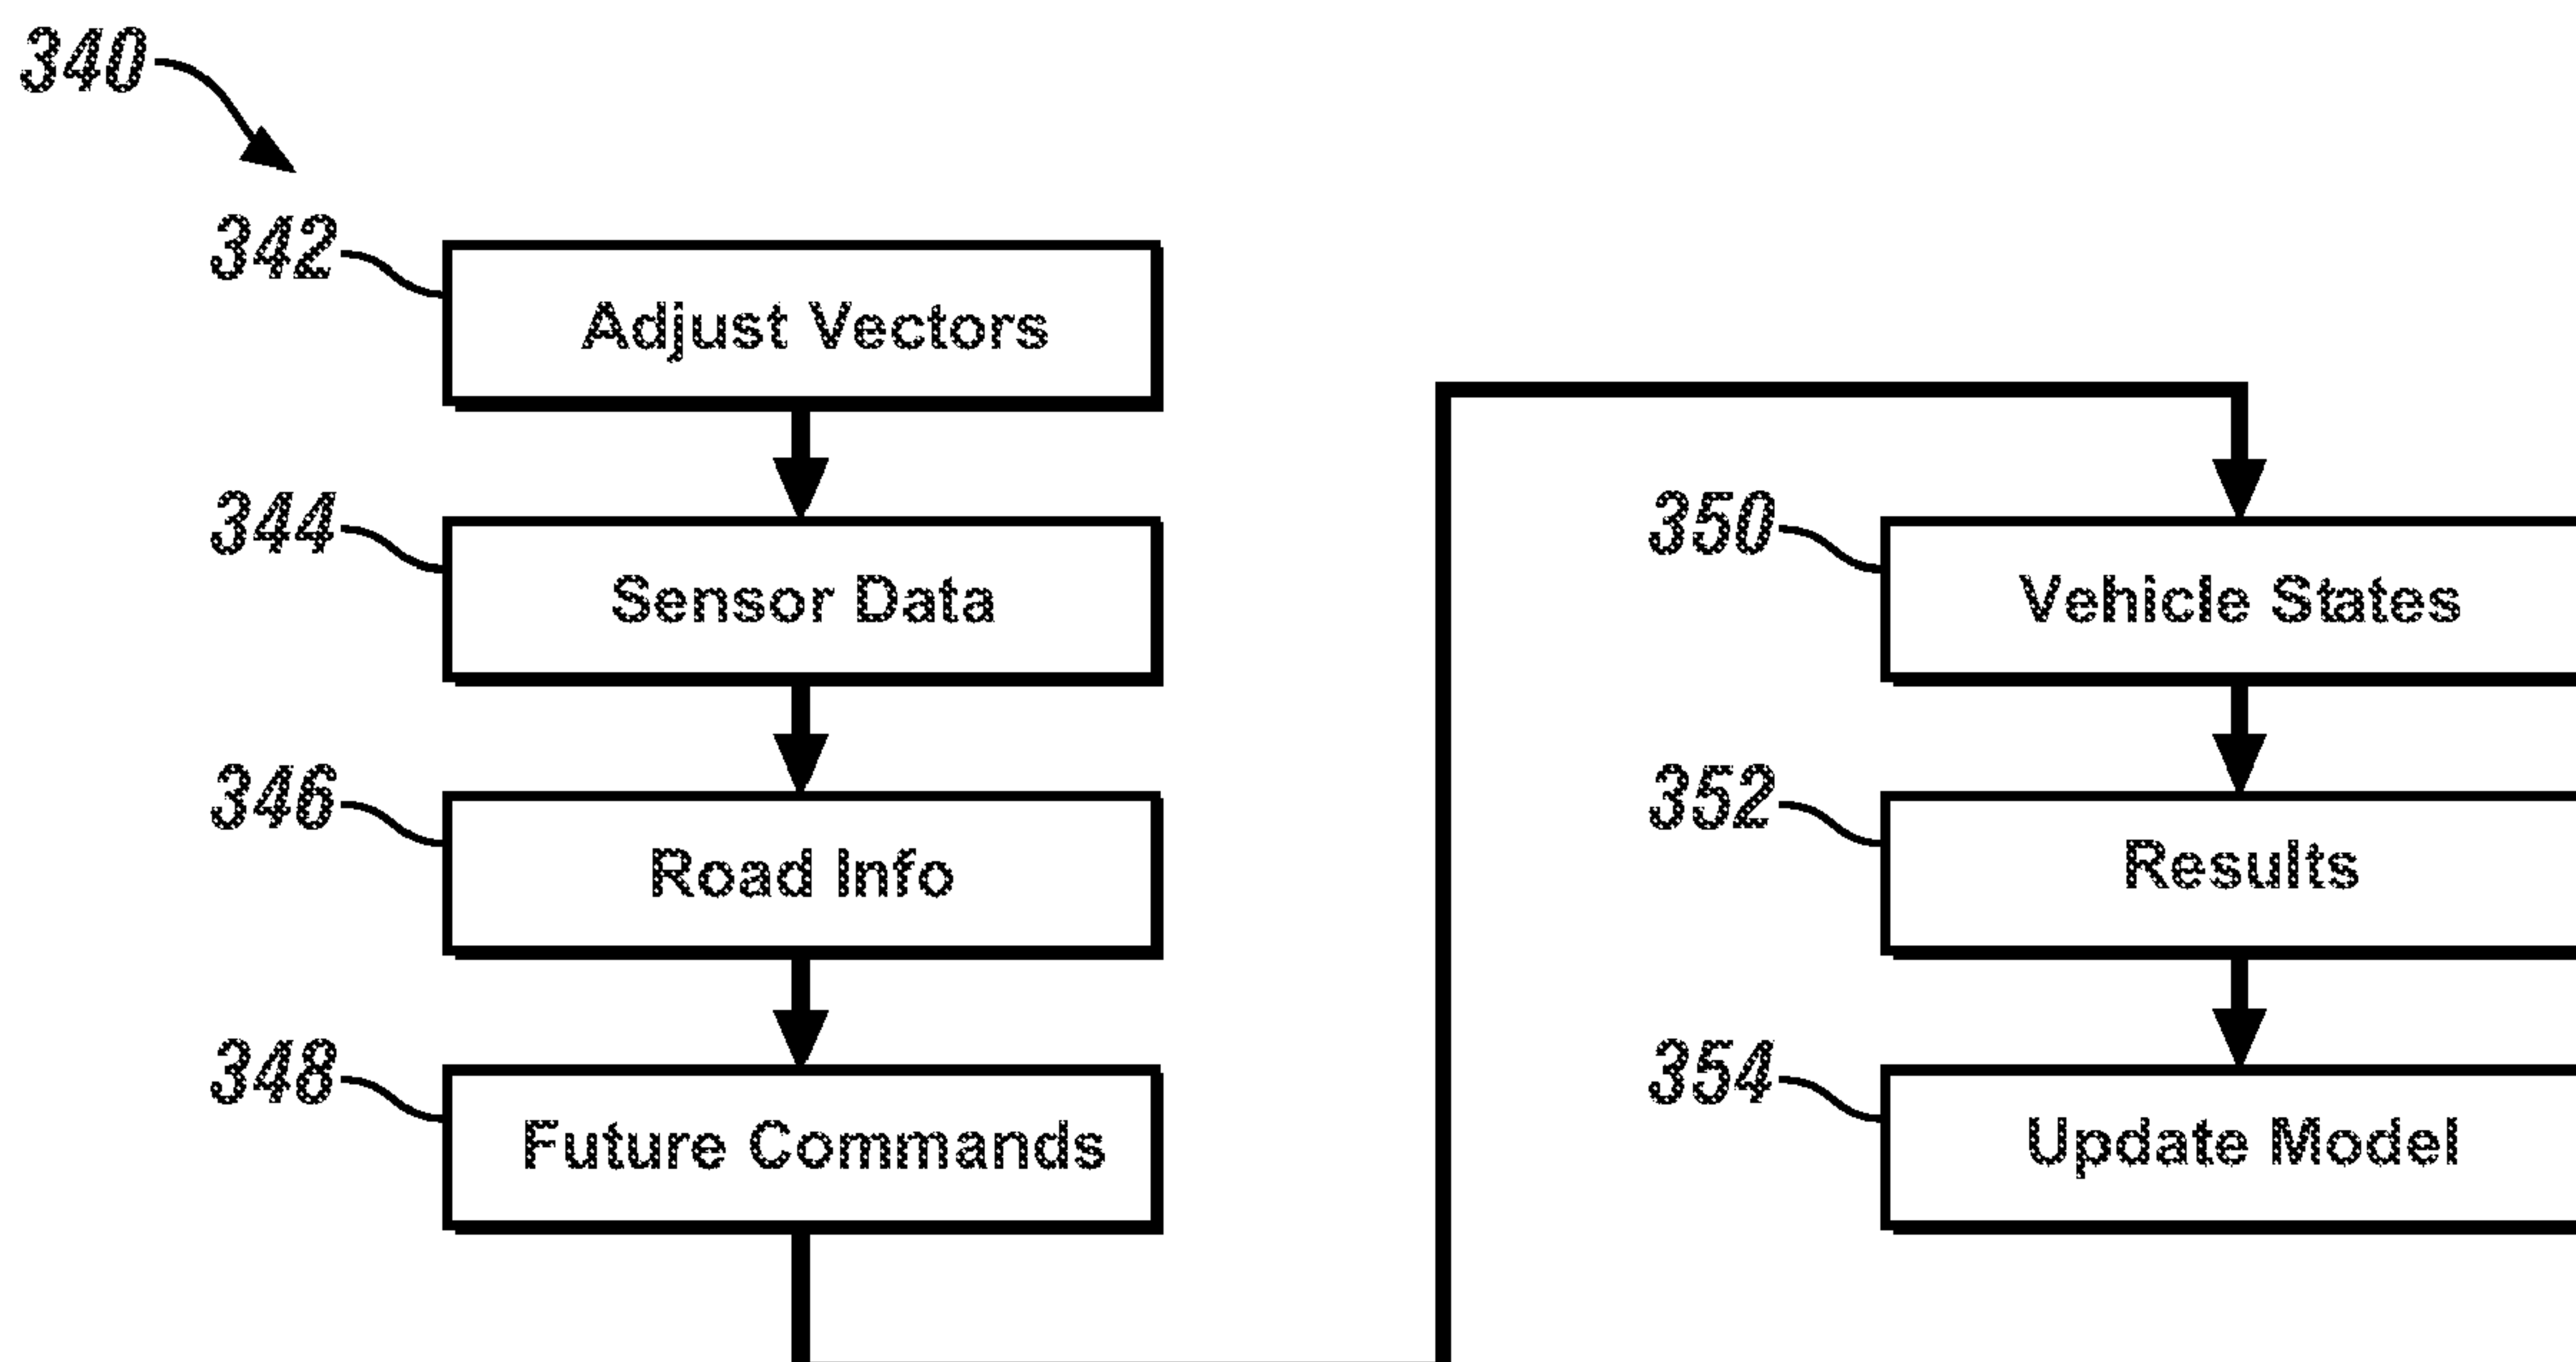 340
342
Adjust Vectors
344
Sensor Data
346
Road Info
348
Future Commands
350
Vehicle States
352
Results
354
Update Model